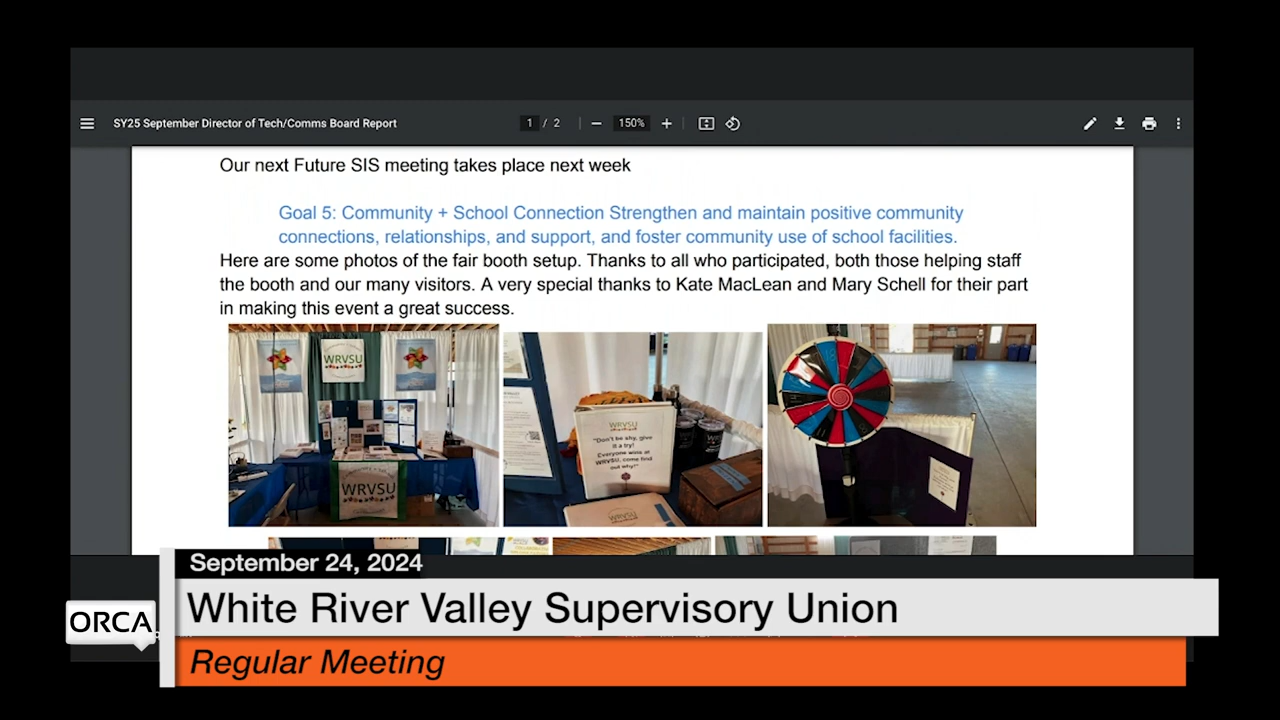 SY25 September Director of Tech/Comms Board Report
1 / 2
150%
Our next Future SIS meeting takes place next week
Goal 5: Community + School Connection Strengthen and maintain positive community
connections, relationships, and support, and foster community use of school facilities.
Here are some photos of the fair booth setup. Thanks to all who participated, both those helping staff
the booth and our many visitors. A very special thanks to Kate MacLean and Mary Schell for their part
in making this event a great success.
WRVSU
WRVSU
WRVSU
"Don't be shy, give
it a try!
Everyone wins at
WRVSU, come find
out why!"
WRVSU
WRVSU
September 24, 2024
White River Valley Supervisory Union
ORCA
Regular Meeting